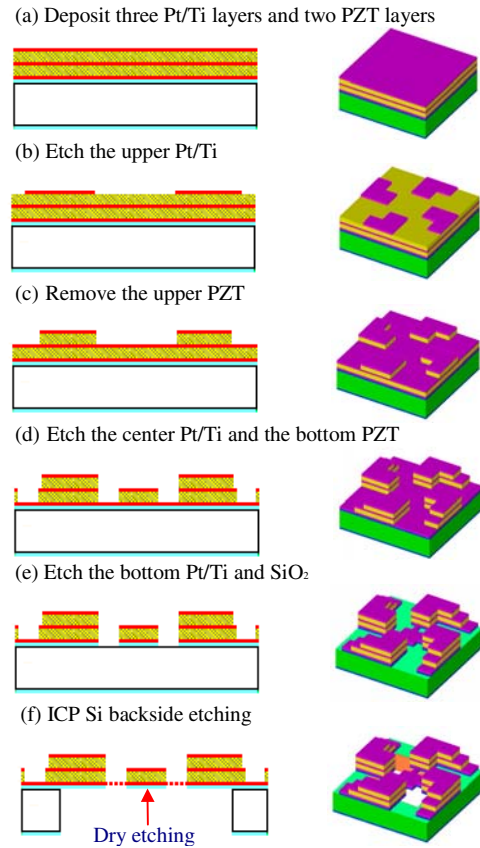 (a) Deposit three Pt/Ti layers and two PZT layers
(b) Etch the upper Pt/Ti
(c) Remove the upper PZT
(d) Etch the center Pt/Ti and the bottom PZT
(e) Etch the bottom Pt/Ti and SiO₂
(f) ICP Si backside etching
Dry etching